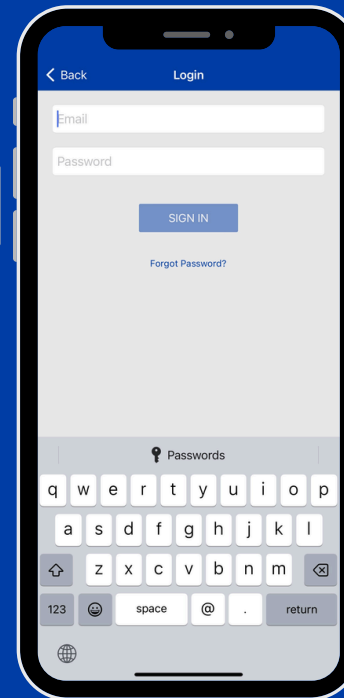 Back Login
Email
Password
SIGN IN
Forgot Password?
Passwords
q w e r t y u i o p
a s d f g h j k l
z x c v b n m
123 space @ . return